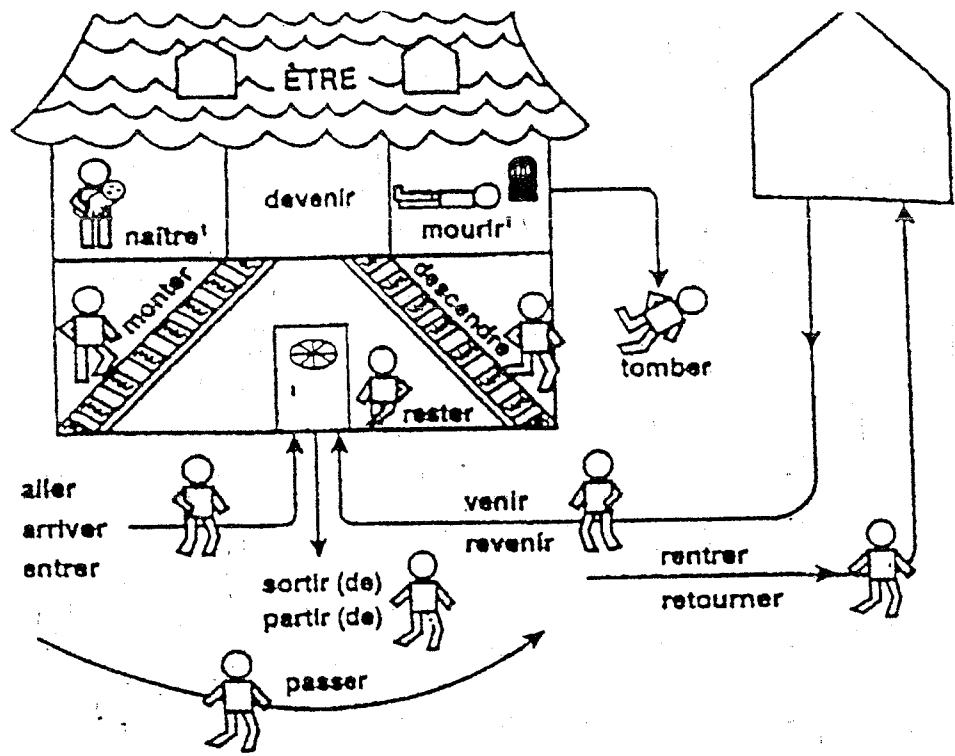 ÊTRE
devenir
naître¹
mourir¹
monter
descendre
tomber
rester
aller
arriver
entrer
venir
revenir
rentrer
retourner
sortir (de)
partir (de)
passer